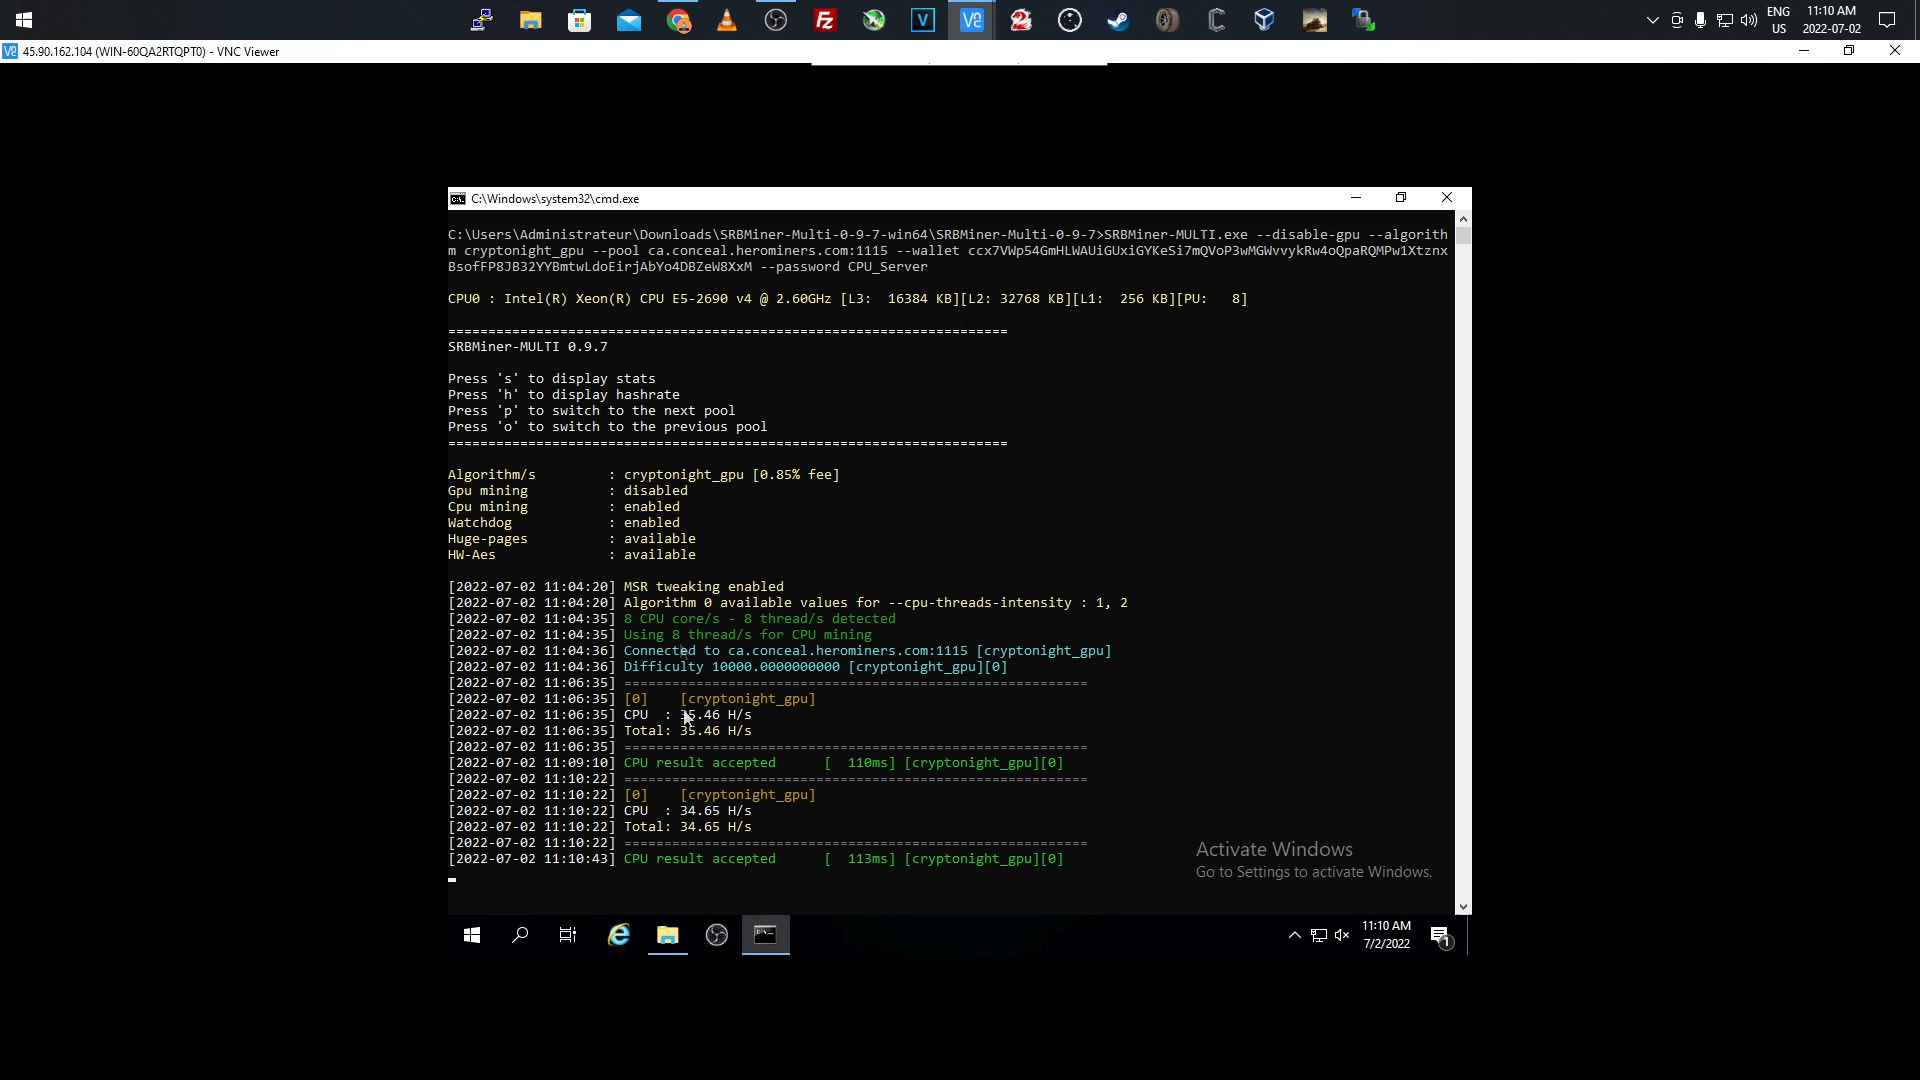 ENG
11:10 AM
US
2022-07-02
45.90.162.104 (WIN-60QA2RTQPT0) - VNC Viewer
C:\Windows\system32\cmd.exe
C:\Users\Administrateur\Downloads\SRBMiner-Multi-0-9-7-win64\SRBMiner-Multi-0-9-7>SRBMiner-MULTI.exe --disable-gpu --algorith
m cryptonight_gpu --pool ca.conceal.herominers.com:1115 --wallet ccx7VWp54GmHLWAUiGUxiGYKeSi7mQVoP3wMGWvvykRw4oQpaRQMPw1Xtznx
BsofFP8JB32YYBmtwLdoEirjAbYo4DBZeW8XxM --password CPU_Server
CPU0 : Intel(R) Xeon(R) CPU E5-2690 v4 @ 2.60GHz [L3:  16384 KB][L2: 32768 KB][L1:  256 KB][PU:   8]
======================================================================
SRBMiner-MULTI 0.9.7
Press 's' to display stats
Press 'h' to display hashrate
Press 'p' to switch to the next pool
Press 'o' to switch to the previous pool
======================================================================
Algorithm/s         : cryptonight_gpu [0.85% fee]
Gpu mining          : disabled
Cpu mining          : enabled
Watchdog            : enabled
Huge-pages          : available
HW-Aes              : available
[2022-07-02 11:04:20] MSR tweaking enabled
[2022-07-02 11:04:20] Algorithm 0 available values for --cpu-threads-intensity : 1, 2
[2022-07-02 11:04:35] 8 CPU core/s - 8 thread/s detected
[2022-07-02 11:04:35] Using 8 thread/s for CPU mining
[2022-07-02 11:04:36] Connected to ca.conceal.herominers.com:1115 [cryptonight_gpu]
[2022-07-02 11:04:36] Difficulty 10000.0000000000 [cryptonight_gpu][0]
[2022-07-02 11:06:35] ==========================================================
[2022-07-02 11:06:35] [0]    [cryptonight_gpu]
[2022-07-02 11:06:35] CPU  : 35.46 H/s
[2022-07-02 11:06:35] Total: 35.46 H/s
[2022-07-02 11:06:35] ==========================================================
[2022-07-02 11:09:10] CPU result accepted      [  110ms] [cryptonight_gpu][0]
[2022-07-02 11:10:22] ==========================================================
[2022-07-02 11:10:22] [0]    [cryptonight_gpu]
[2022-07-02 11:10:22] CPU  : 34.65 H/s
[2022-07-02 11:10:22] Total: 34.65 H/s
[2022-07-02 11:10:22] ==========================================================
[2022-07-02 11:10:43] CPU result accepted      [  113ms] [cryptonight_gpu][0]
Activate Windows
Go to Settings to activate Windows.
11:10 AM
7/2/2022
1